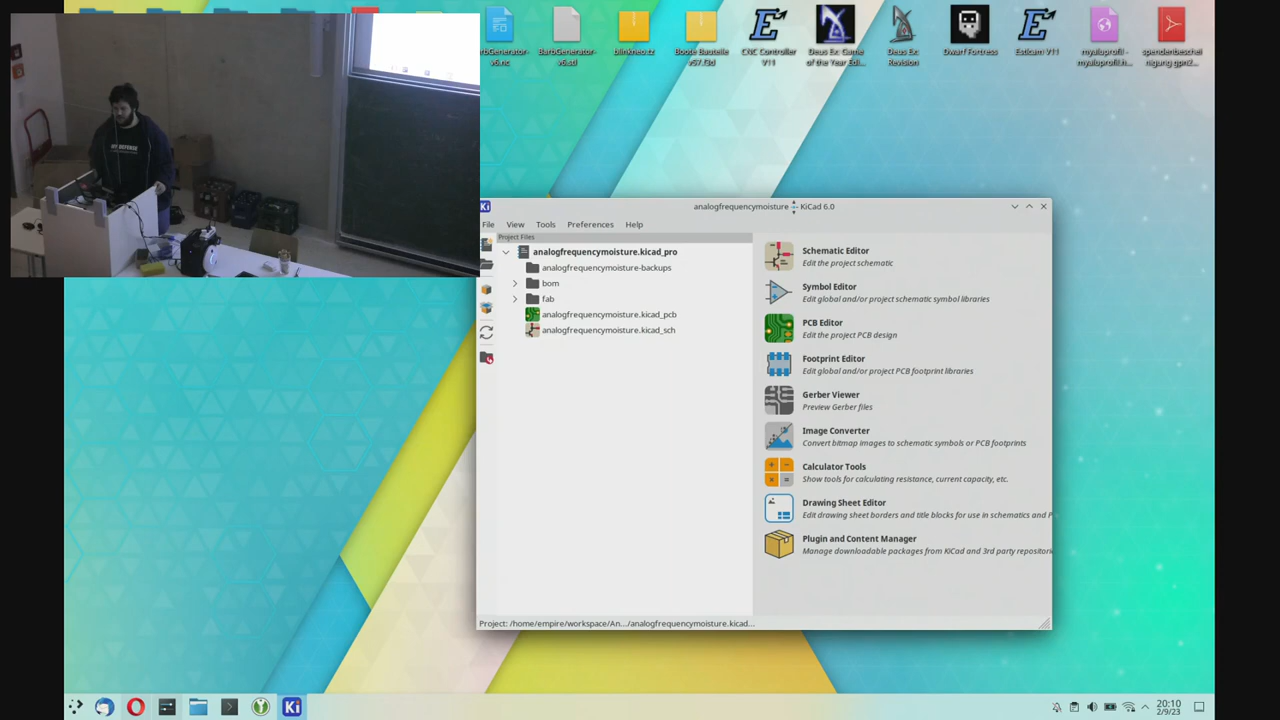 BarbGenerator-
v6.stl
blinkneo.tz
Boote Bauteile
v57.f3d
CNC Controller
V11
Deus Ex: Game
of the Year Edi...
Deus Ex:
Revision
Dwarf Fortress
Estlcam V11
myaluprofil -
myaluprofil.h...
spendenbesche
inigung gpn2...
v6.nc
analogfrequencymoisture — KiCad 6.0
File View Tools Preferences Help
Project Files
analogfrequencymoisture.kicad_pro
analogfrequencymoisture-backups
bom
fab
analogfrequencymoisture.kicad_pcb
analogfrequencymoisture.kicad_sch
Schematic Editor
Edit the project schematic
Symbol Editor
Edit global and/or project schematic symbol libraries
PCB Editor
Edit the project PCB design
Footprint Editor
Edit global and/or project PCB footprint libraries
Gerber Viewer
Preview Gerber files
Image Converter
Convert bitmap images to schematic symbols or PCB footprints
Calculator Tools
Show tools for calculating resistance, current capacity, etc.
Drawing Sheet Editor
Edit drawing sheet borders and title blocks for use in schematics and P
Plugin and Content Manager
Manage downloadable packages from KiCad and 3rd party repositori
Project: /home/empire/workspace/An.../analogfrequencymoisture.kicad...
Ki
20:10
2/9/23